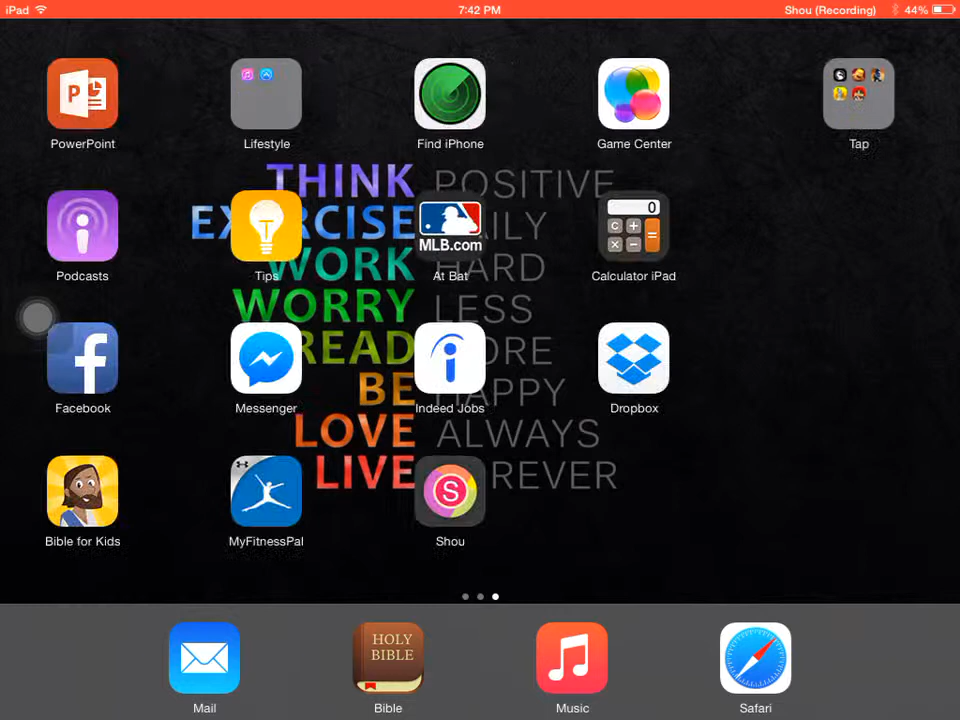 iPad 7:42 PM Shou (Recording) 44%
PowerPoint Lifestyle Find iPhone Game Center Tap
THINK POSITIVE
EXERCISE DAILY
WORK HARD
WORRY LESS
READ MORE
BE HAPPY
LOVE ALWAYS
LIVE FOREVER
MLB.com
0
C + = × −
Podcasts Tips At Bat Calculator iPad
Facebook Messenger Indeed Jobs Dropbox
S
Bible for Kids MyFitnessPal Shou
HOLY
BIBLE
Mail Bible Music Safari